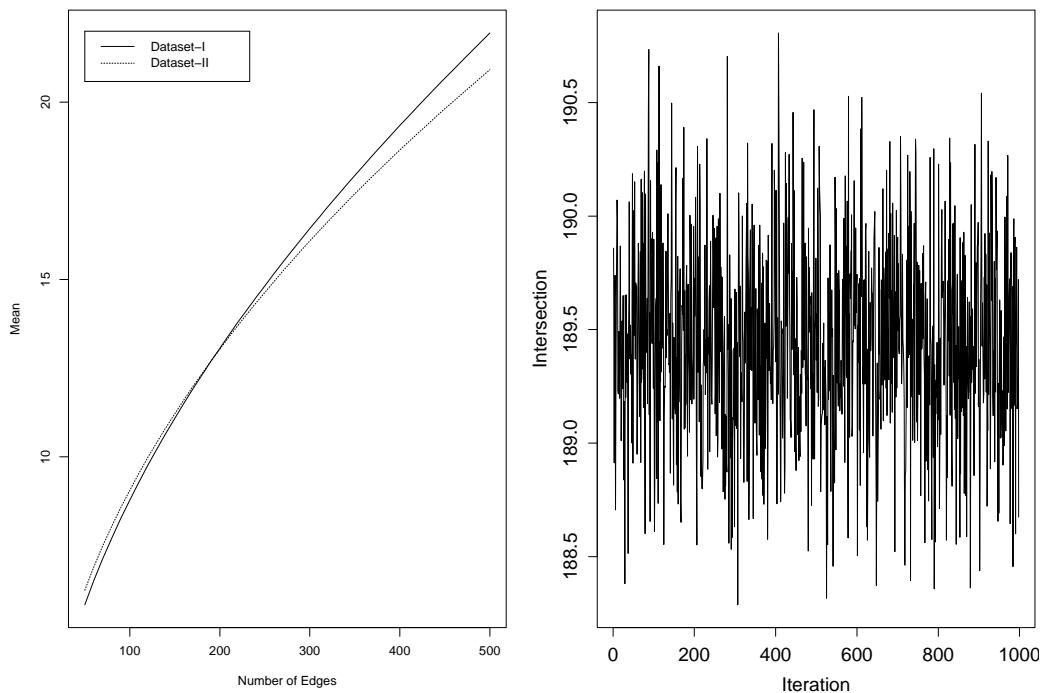 Dataset−I
Dataset−II
20
15
10
Mean
100 200 300 400 500
Number of Edges
190.5
190.0
189.5
189.0
188.5
Intersection
0 200 400 600 800 1000
Iteration